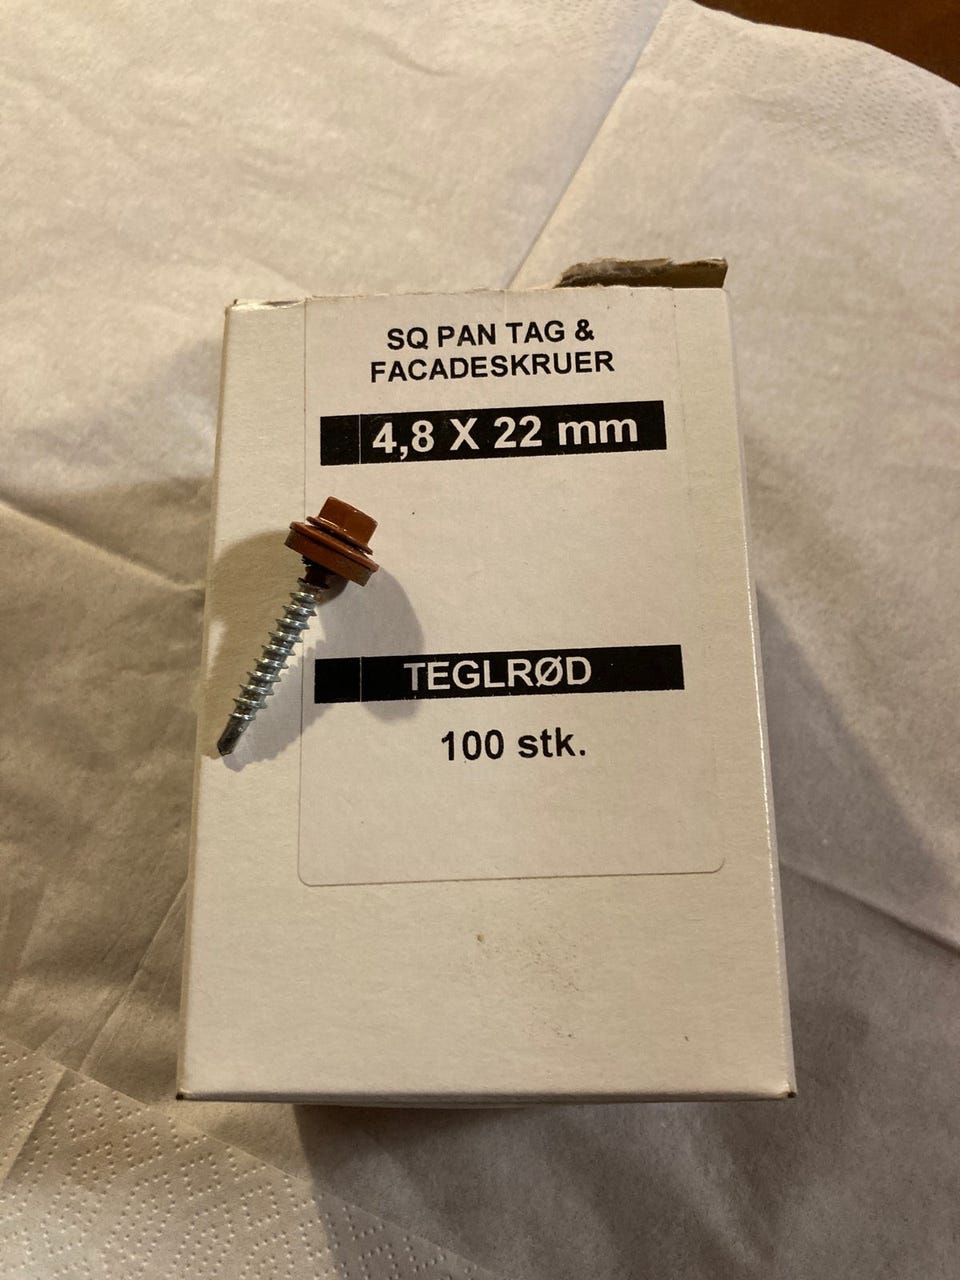 SQ PAN TAG &
FACADESKRUER
4,8 X 22 mm
TEGLRØD
100 stk.